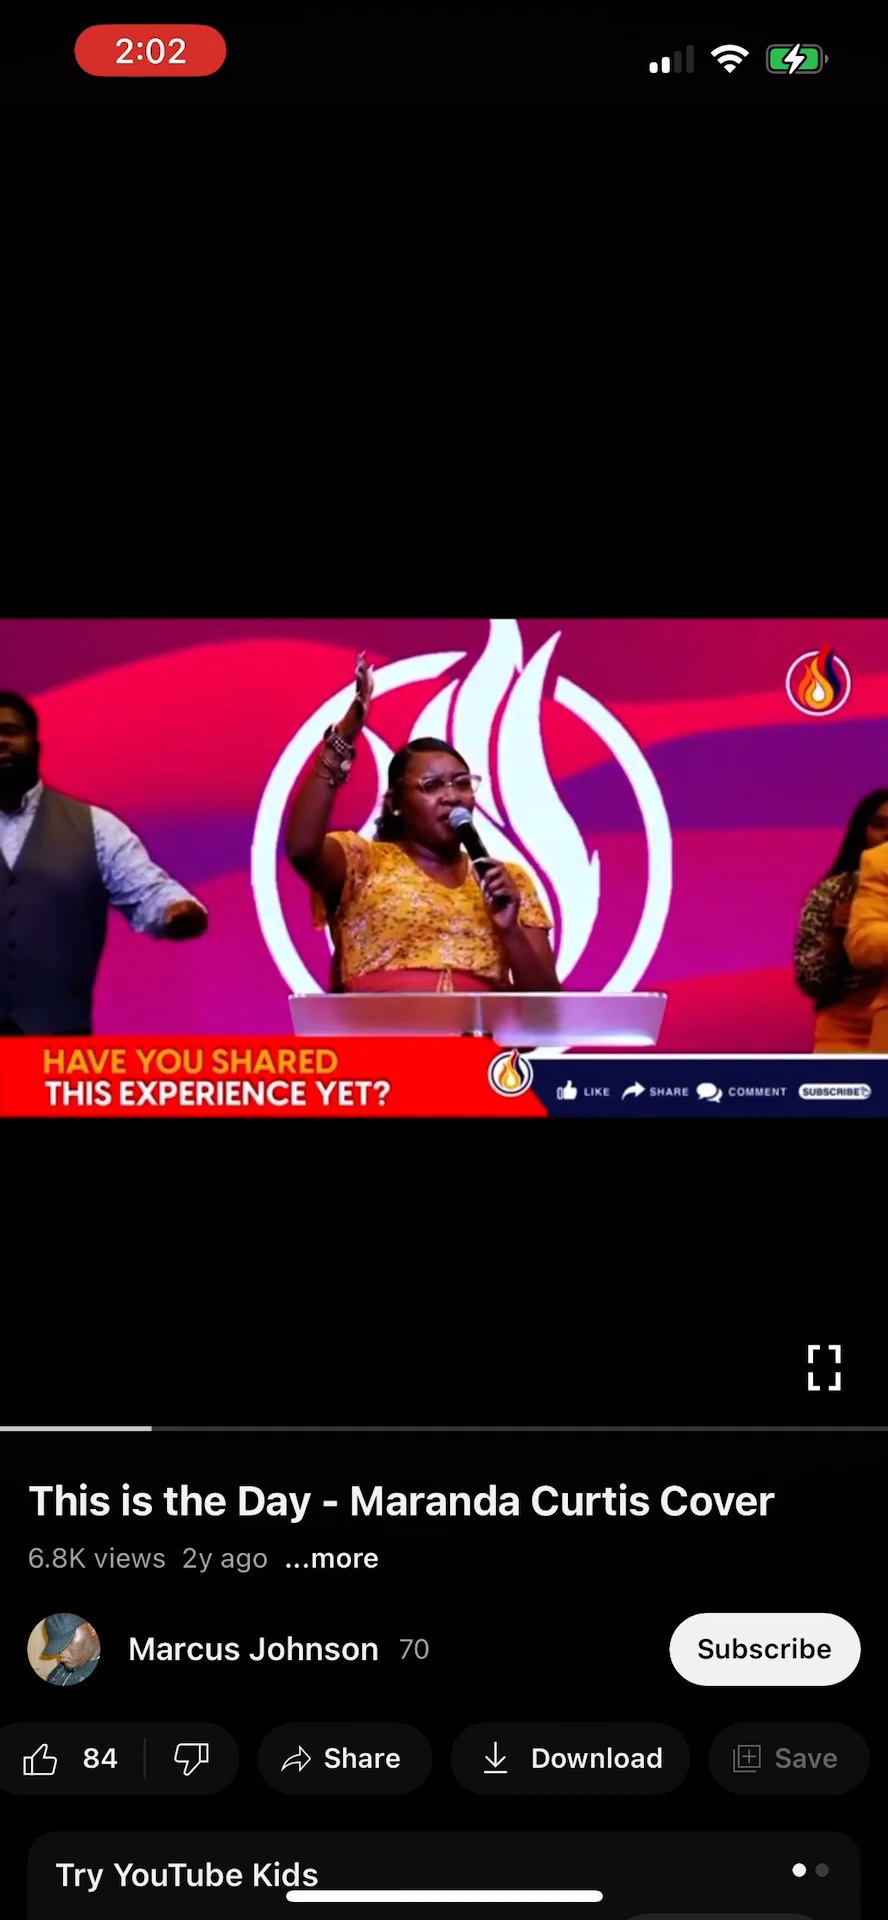 2:02
HAVE YOU SHARED
THIS EXPERIENCE YET?
LIKE SHARE COMMENT SUBSCRIBE
This is the Day - Maranda Curtis Cover
6.8K views 2y ago ...more
Marcus Johnson 70
Subscribe
84
Share
Download
Save
Try YouTube Kids